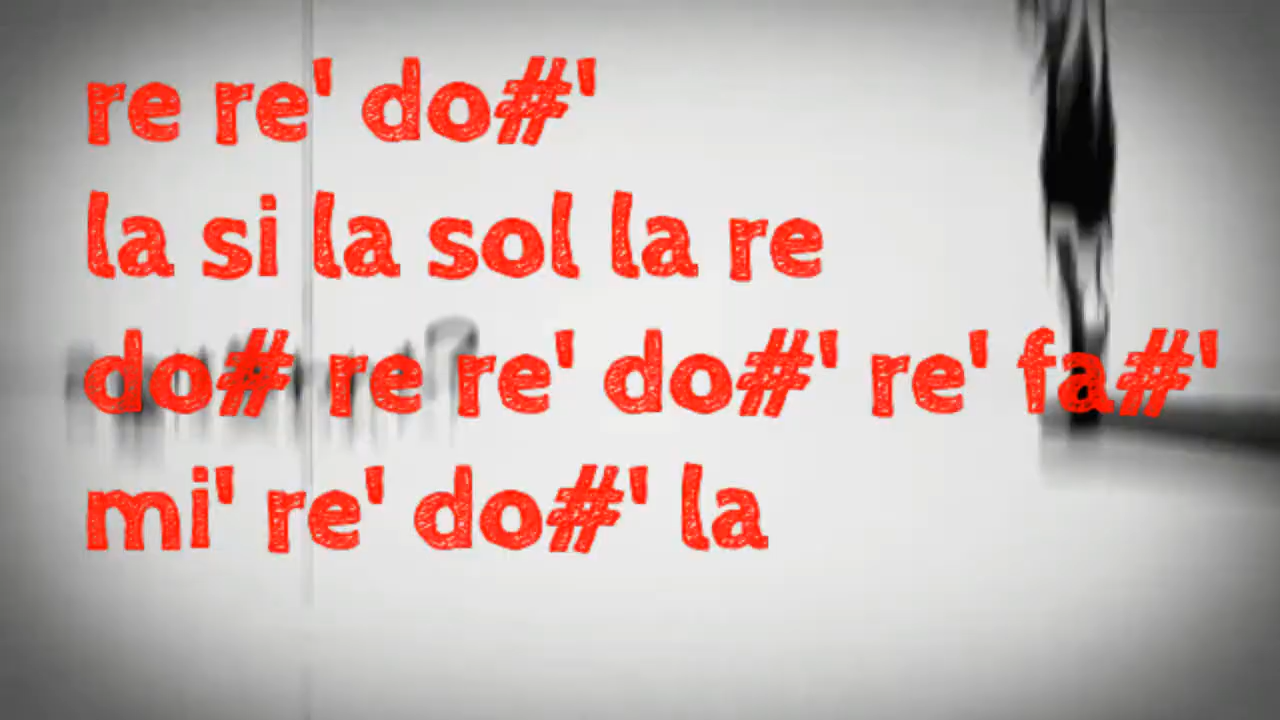 re re' do#'
la si la sol la re
do# re re' do#' re' fa#'
mi' re' do#' la